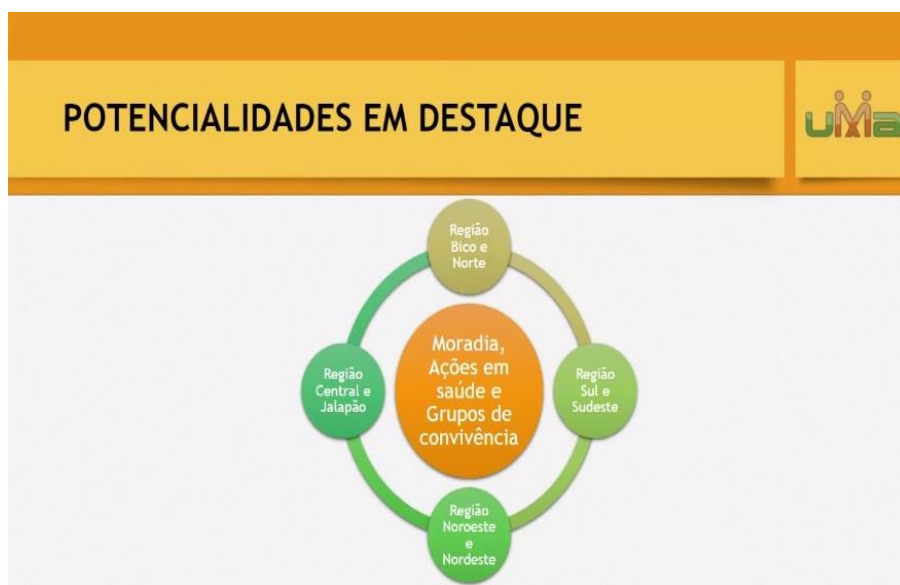 POTENCIALIDADES EM DESTAQUE
uMa
Região
Bico e
Norte
Moradia,
Ações em
saúde e
Grupos de
convivência
Região
Central e
Jalapão
Região
Sul e
Sudeste
Região
Noroeste
e
Nordeste